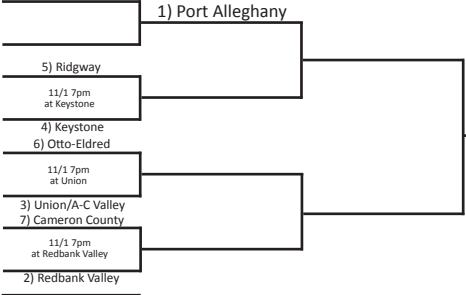 1) Port Alleghany
5) Ridgway
11/1 7pm
at Keystone
4) Keystone
6) Otto-Eldred
11/1 7pm
at Union
3) Union/A-C Valley
7) Cameron County
11/1 7pm
at Redbank Valley
2) Redbank Valley